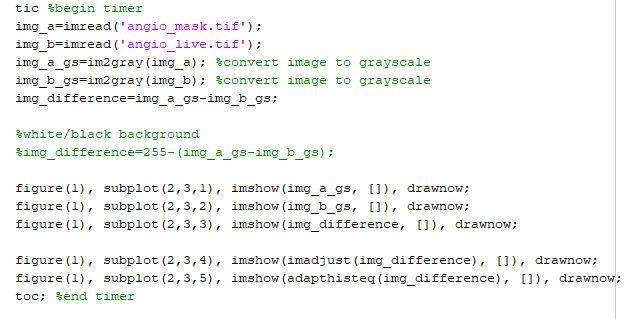 tic %begin timer
img_a=imread('angio_mask.tif');
img_b=imread('angio_live.tif');
img_a_gs=im2gray(img_a); %convert image to grayscale
img_b_gs=im2gray(img_b); %convert image to grayscale
img_difference=img_a_gs-img_b_gs;
%white/black background
%img_difference=255-(img_a_gs-img_b_gs);
figure(1), subplot(2,3,1), imshow(img_a_gs, []), drawnow;
figure(1), subplot(2,3,2), imshow(img_b_gs, []), drawnow;
figure(1), subplot(2,3,3), imshow(img_difference, []), drawnow;
figure(1), subplot(2,3,4), imshow(imadjust(img_difference), []), drawnow;
figure(1), subplot(2,3,5), imshow(adapthisteq(img_difference), []), drawnow;
toc; %end timer